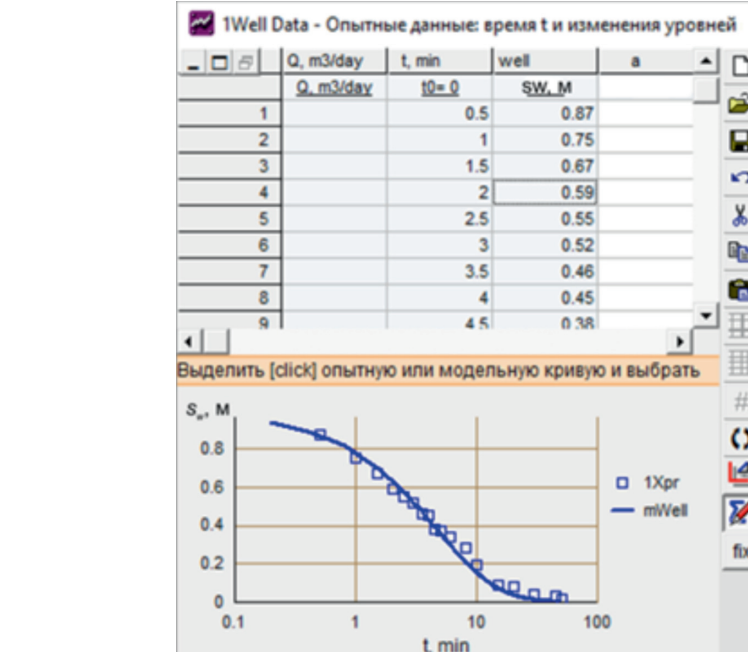 1Well Data - Опытные данные: время t и изменения уровней
Q, m3/day t, min well a
Q, m3/day t0= 0 SW, М
1 0.5 0.87
2 1 0.75
3 1.5 0.67
4 2 0.59
5 2.5 0.55
6 3 0.52
7 3.5 0.46
8 4 0.45
9 4.5 0.38
Выделить [click] опытную или модельную кривую и выбрать
fix
, М
0.8
0.6
0.4
0.2
0
0.1 1 10 100
t, min
1Xpr
mWell